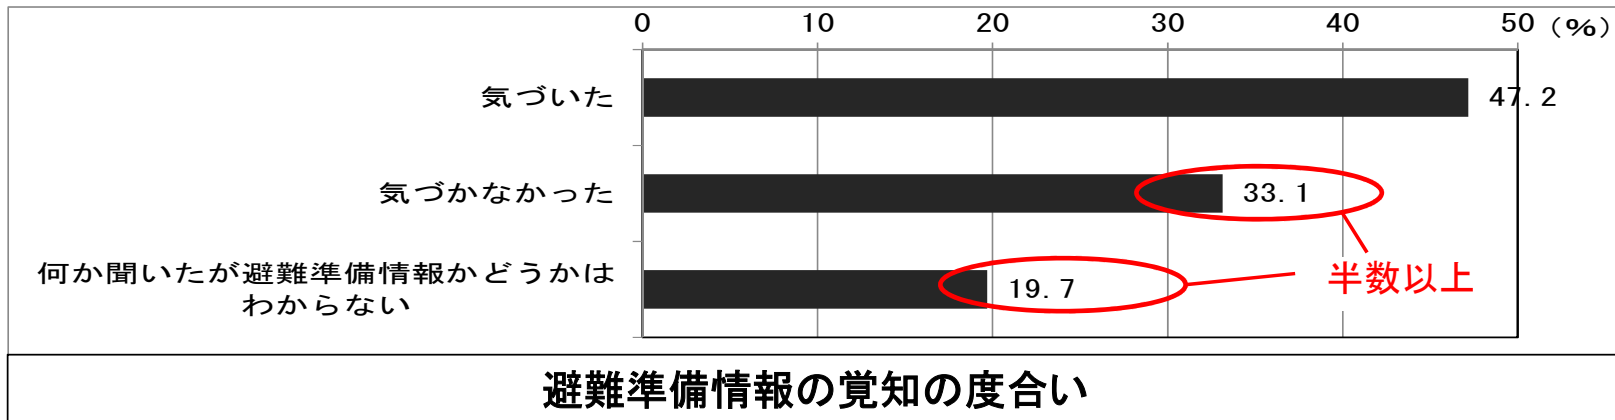 0 10 20 30 40 50 (%)
気づいた 47.2
気づかなかった 33.1
何か聞いたが避難準備情報かどうかは
わからない 19.7
半数以上
避難準備情報の覚知の度合い